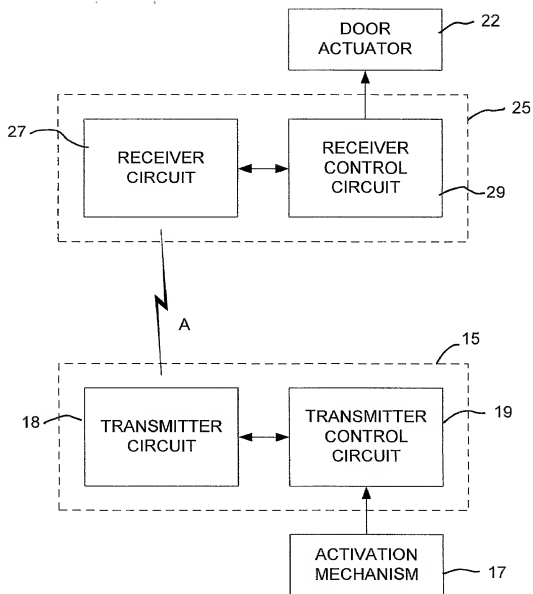 DOOR
ACTUATOR
22
25
27
RECEIVER
CIRCUIT
RECEIVER
CONTROL
CIRCUIT
29
A
15
18
TRANSMITTER
CIRCUIT
TRANSMITTER
CONTROL
CIRCUIT
19
ACTIVATION
MECHANISM
17